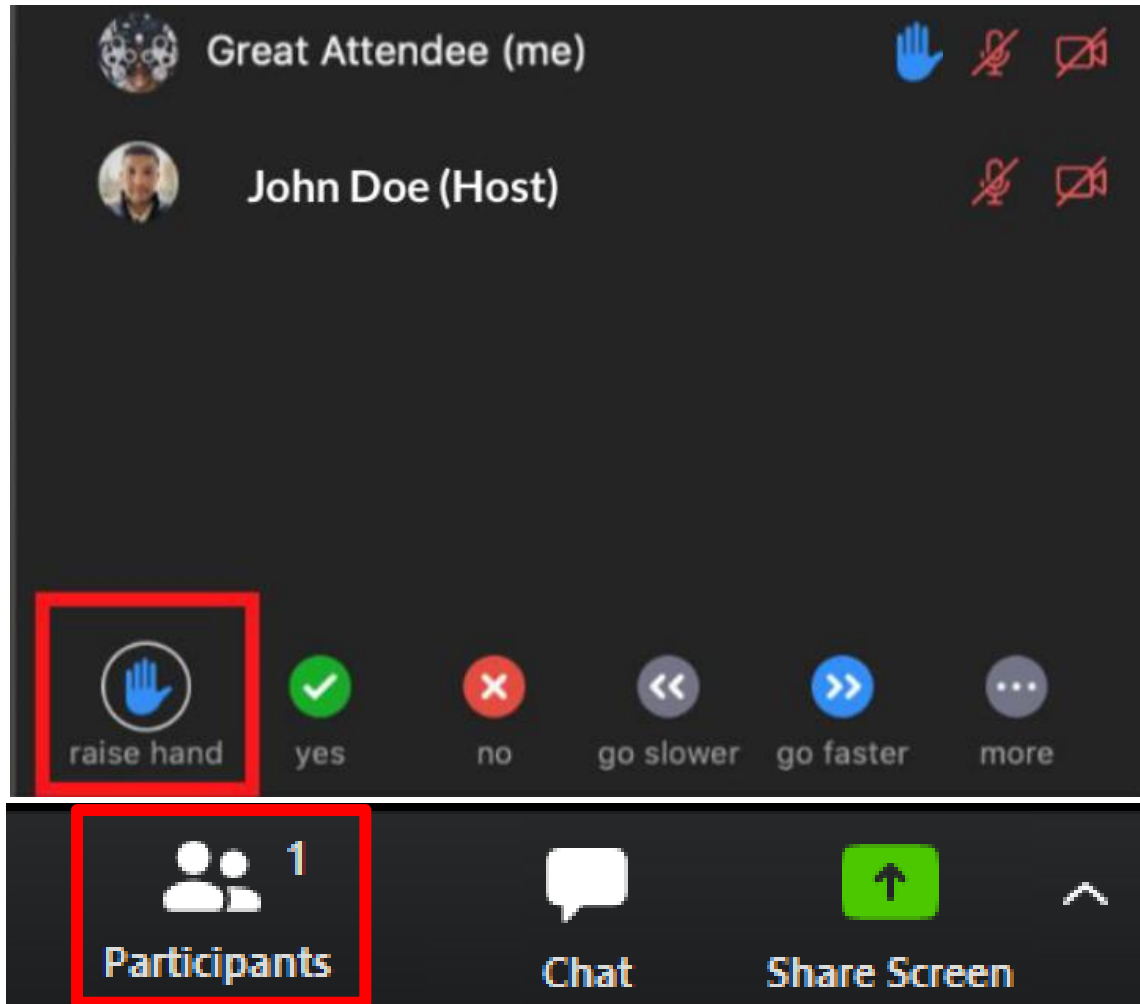 Great Attendee (me)
John Doe (Host)
raise hand yes no go slower go faster more
1
Participants Chat Share Screen